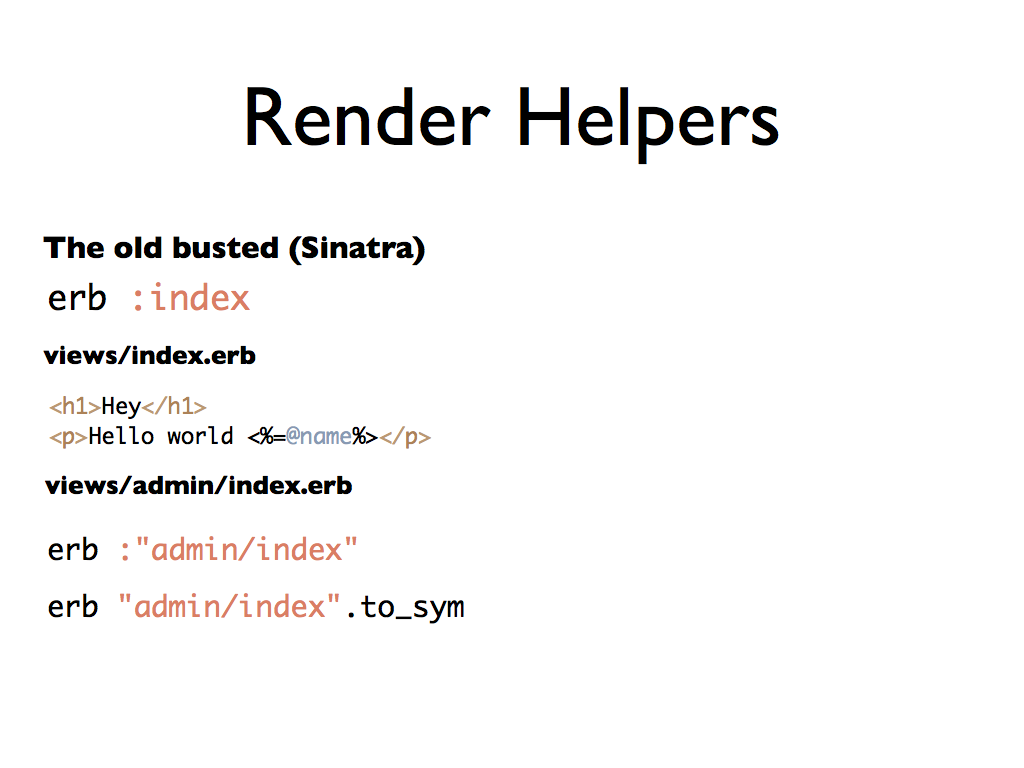 Render Helpers
The old busted (Sinatra)
erb :index
views/index.erb
<h1>Hey</h1>
<p>Hello world <%=@name%></p>
views/admin/index.erb
erb :"admin/index"
erb "admin/index".to_sym